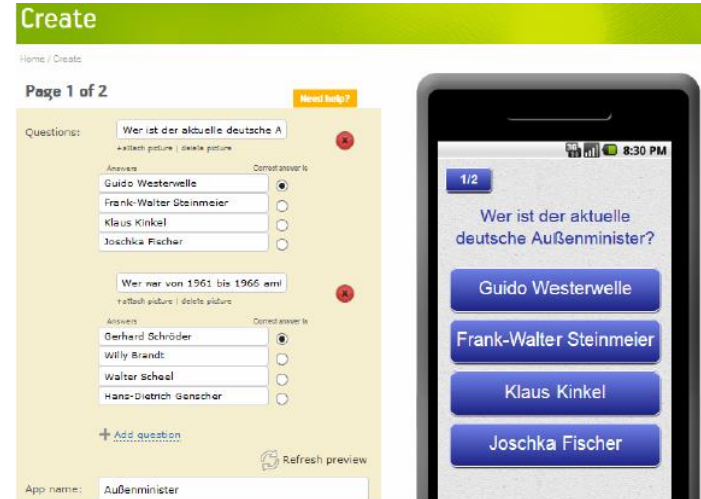 Create
Home / Create
Page 1 of 2
Need help?
Questions:
Wer ist der aktuelle deutsche A
+attach picture | delete picture
Answers
Correct answer is
Guido Westerwelle
Frank-Walter Steinmeier
Klaus Kinkel
Joschka Fischer
Wer war von 1961 bis 1966 amt
+attach picture | delete picture
Answers
Correct answer is
Gerhard Schröder
Willy Brandt
Walter Scheel
Hans-Dietrich Genscher
+ Add question
Refresh preview
App name:
Außenminister
8:30 PM
1/2
Wer ist der aktuelle
deutsche Außenminister?
Guido Westerwelle
Frank-Walter Steinmeier
Klaus Kinkel
Joschka Fischer